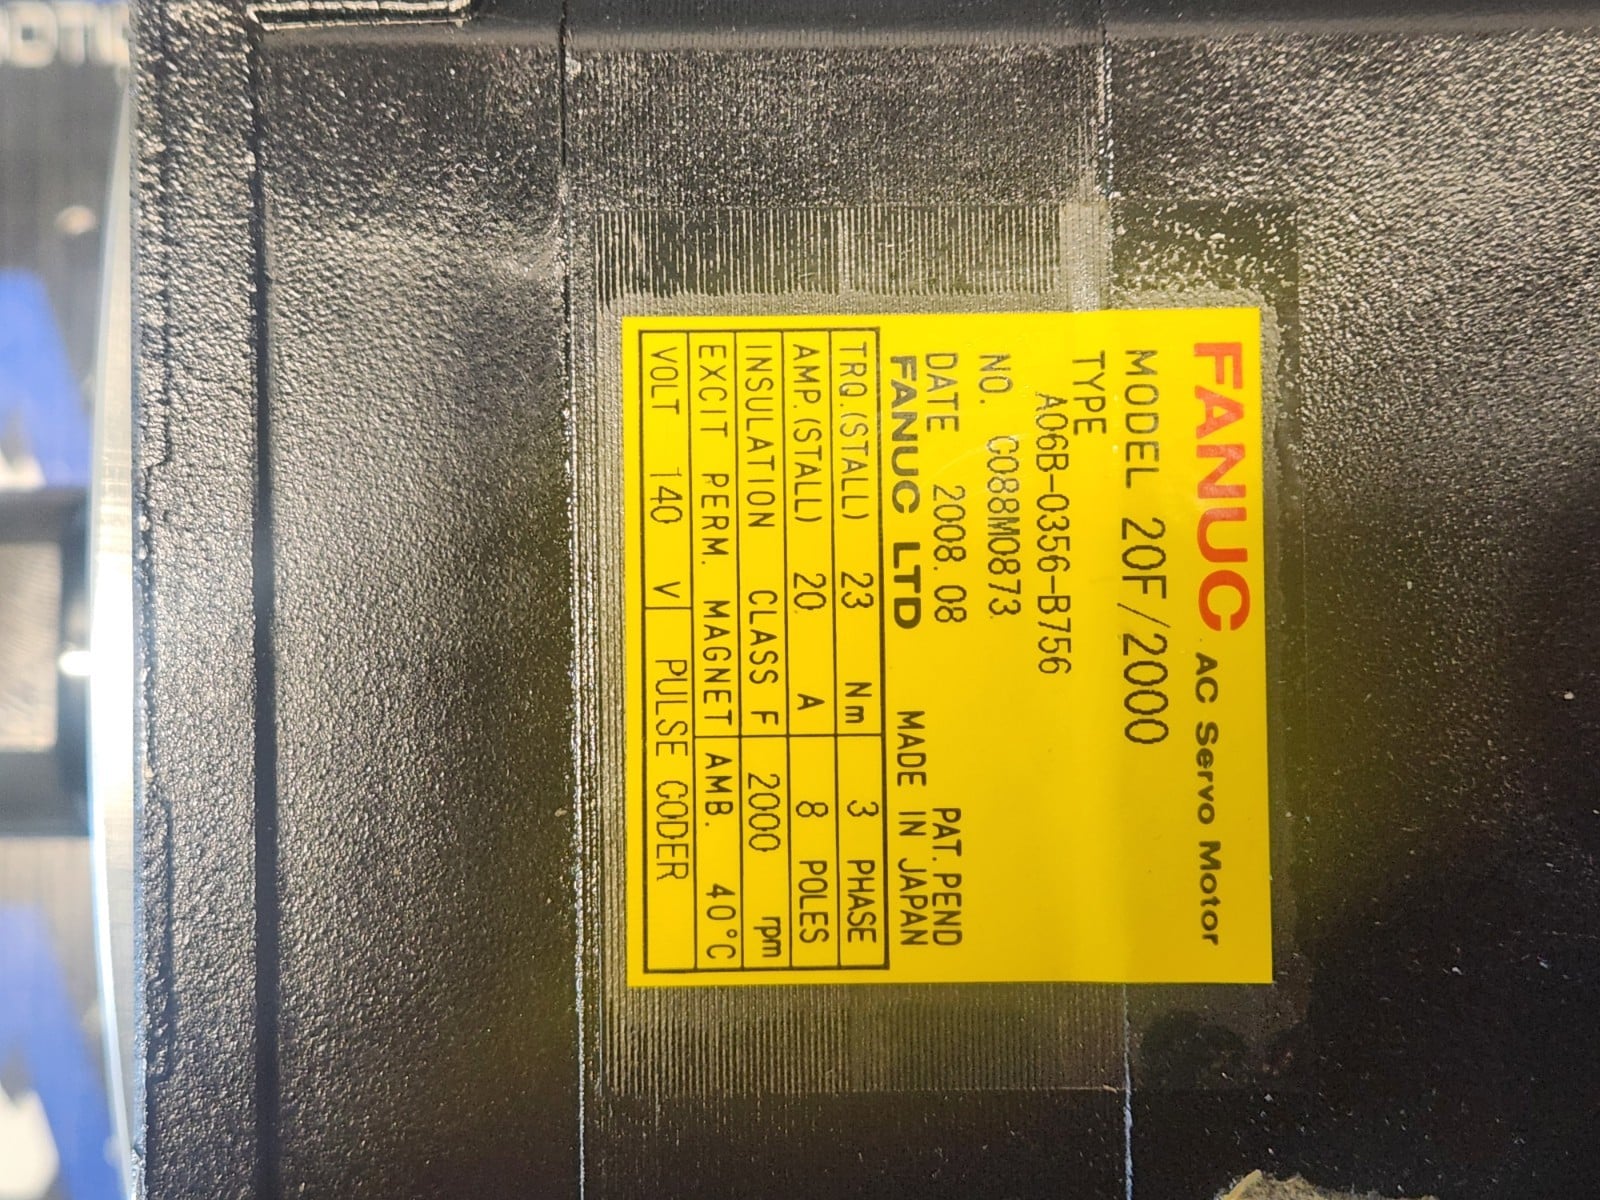 FANUC AC Servo Motor
MODEL 20F/2000
TYPE
A06B-0356-B756
NO. C088M0873
DATE 2008.08 PAT.PEND
FANUC LTD MADE IN JAPAN
TRQ.(STALL) 23 Nm 3 PHASE
AMP.(STALL) 20 A 8 POLES
INSULATION CLASS F 2000 rpm
EXCIT PERM. MAGNET AMB. 40°C
VOLT 140 V PULSE CODER